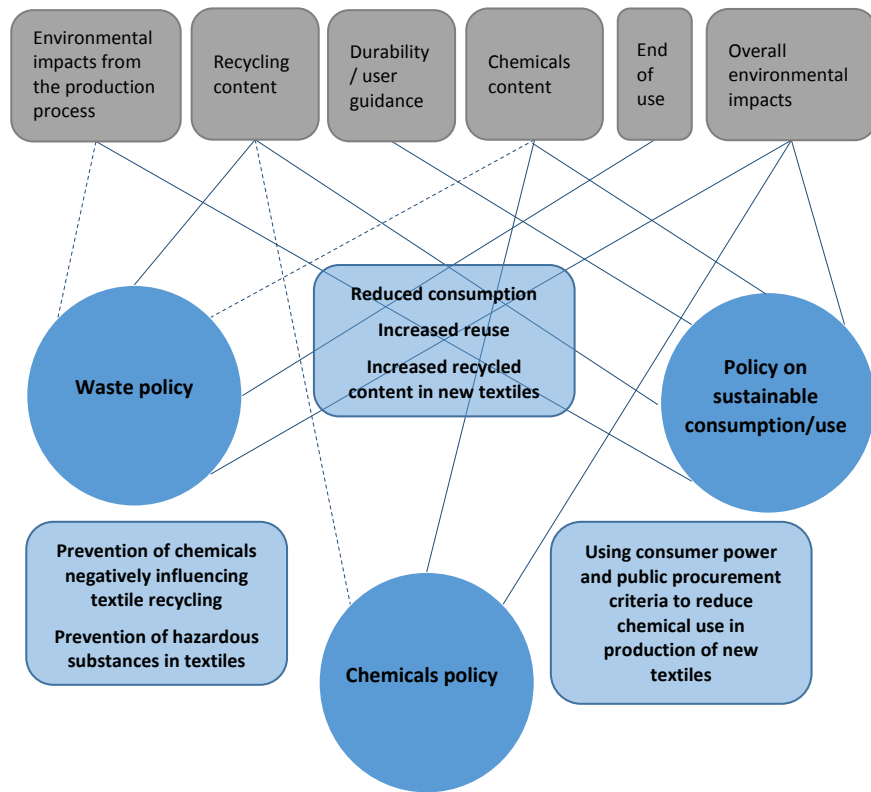 Environmental
impacts from
the production
process
Recycling
content
Durability
/ user
guidance
Chemicals
content
End
of
use
Overall
environmental
impacts
Reduced consumption
Increased reuse
Increased recycled
content in new textiles
Waste policy
Policy on
sustainable
consumption/use
Prevention of chemicals
negatively influencing
textile recycling
Prevention of hazardous
substances in textiles
Using consumer power
and public procurement
criteria to reduce
chemical use in
production of new
textiles
Chemicals policy